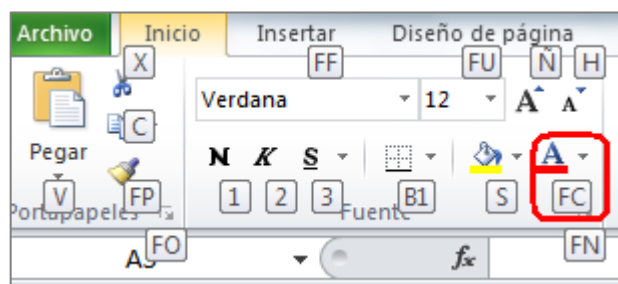 Archivo Inicio Insertar Diseño de página
X FF FU Ñ H
Verdana 12 A A
C
Pegar N K S A
V FP 1 2 3 B1 S FC
Portapapeles Fuente
FO FN
fx